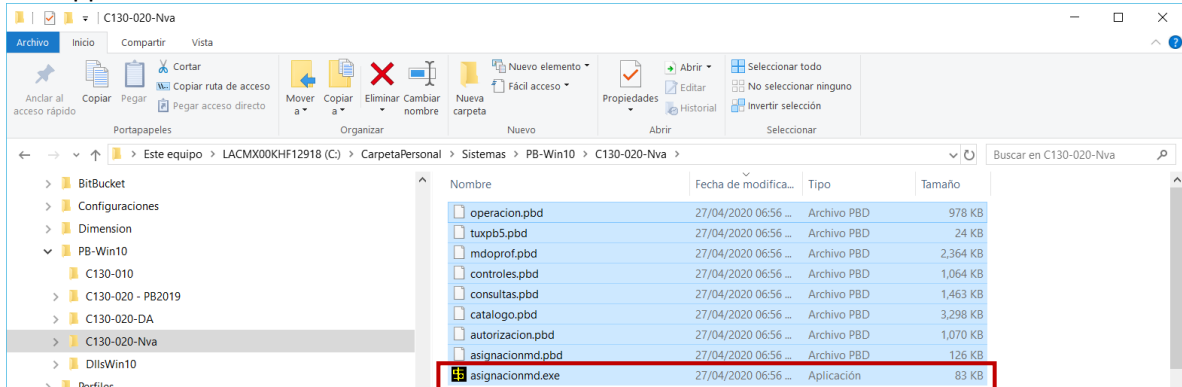 C130-020-Nva
Archivo Inicio Compartir Vista
Anclar al acceso rápido
Copiar
Pegar
Cortar
Copiar ruta de acceso
Pegar acceso directo
Portapapeles
Mover a
Copiar a
Eliminar
Cambiar nombre
Organizar
Nueva carpeta
Nuevo elemento
Fácil acceso
Nuevo
Propiedades
Abrir
Editar
Historial
Abrir
Seleccionar todo
No seleccionar ninguno
Invertir selección
Seleccionar
Este equipo > LACMX00KHF12918 (C:) > CarpetaPersonal > Sistemas > PB-Win10 > C130-020-Nva >
Buscar en C130-020-Nva
BitBucket
Configuraciones
Dimension
PB-Win10
C130-010
C130-020 - PB2019
C130-020-DA
C130-020-Nva
DllsWin10
Perfiles
Nombre Fecha de modifica... Tipo Tamaño
operacion.pbd 27/04/2020 06:56 ... Archivo PBD 978 KB
tuxpb5.pbd 27/04/2020 06:56 ... Archivo PBD 24 KB
mdoprof.pbd 27/04/2020 06:56 ... Archivo PBD 2,364 KB
controles.pbd 27/04/2020 06:56 ... Archivo PBD 1,064 KB
consultas.pbd 27/04/2020 06:56 ... Archivo PBD 1,463 KB
catalogo.pbd 27/04/2020 06:56 ... Archivo PBD 3,298 KB
autorizacion.pbd 27/04/2020 06:56 ... Archivo PBD 1,070 KB
asignacionmd.pbd 27/04/2020 06:56 ... Archivo PBD 126 KB
asignacionmd.exe 27/04/2020 06:56 ... Aplicación 83 KB